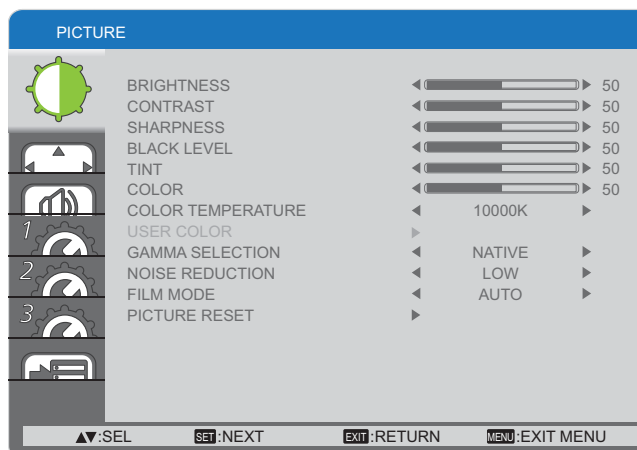 PICTURE
BRIGHTNESS 50
CONTRAST 50
SHARPNESS 50
BLACK LEVEL 50
TINT 50
COLOR 50
COLOR TEMPERATURE 10000K
USER COLOR
GAMMA SELECTION NATIVE
NOISE REDUCTION LOW
FILM MODE AUTO
PICTURE RESET
1
2
3
▲▼:SEL SET:NEXT EXIT:RETURN MENU:EXIT MENU